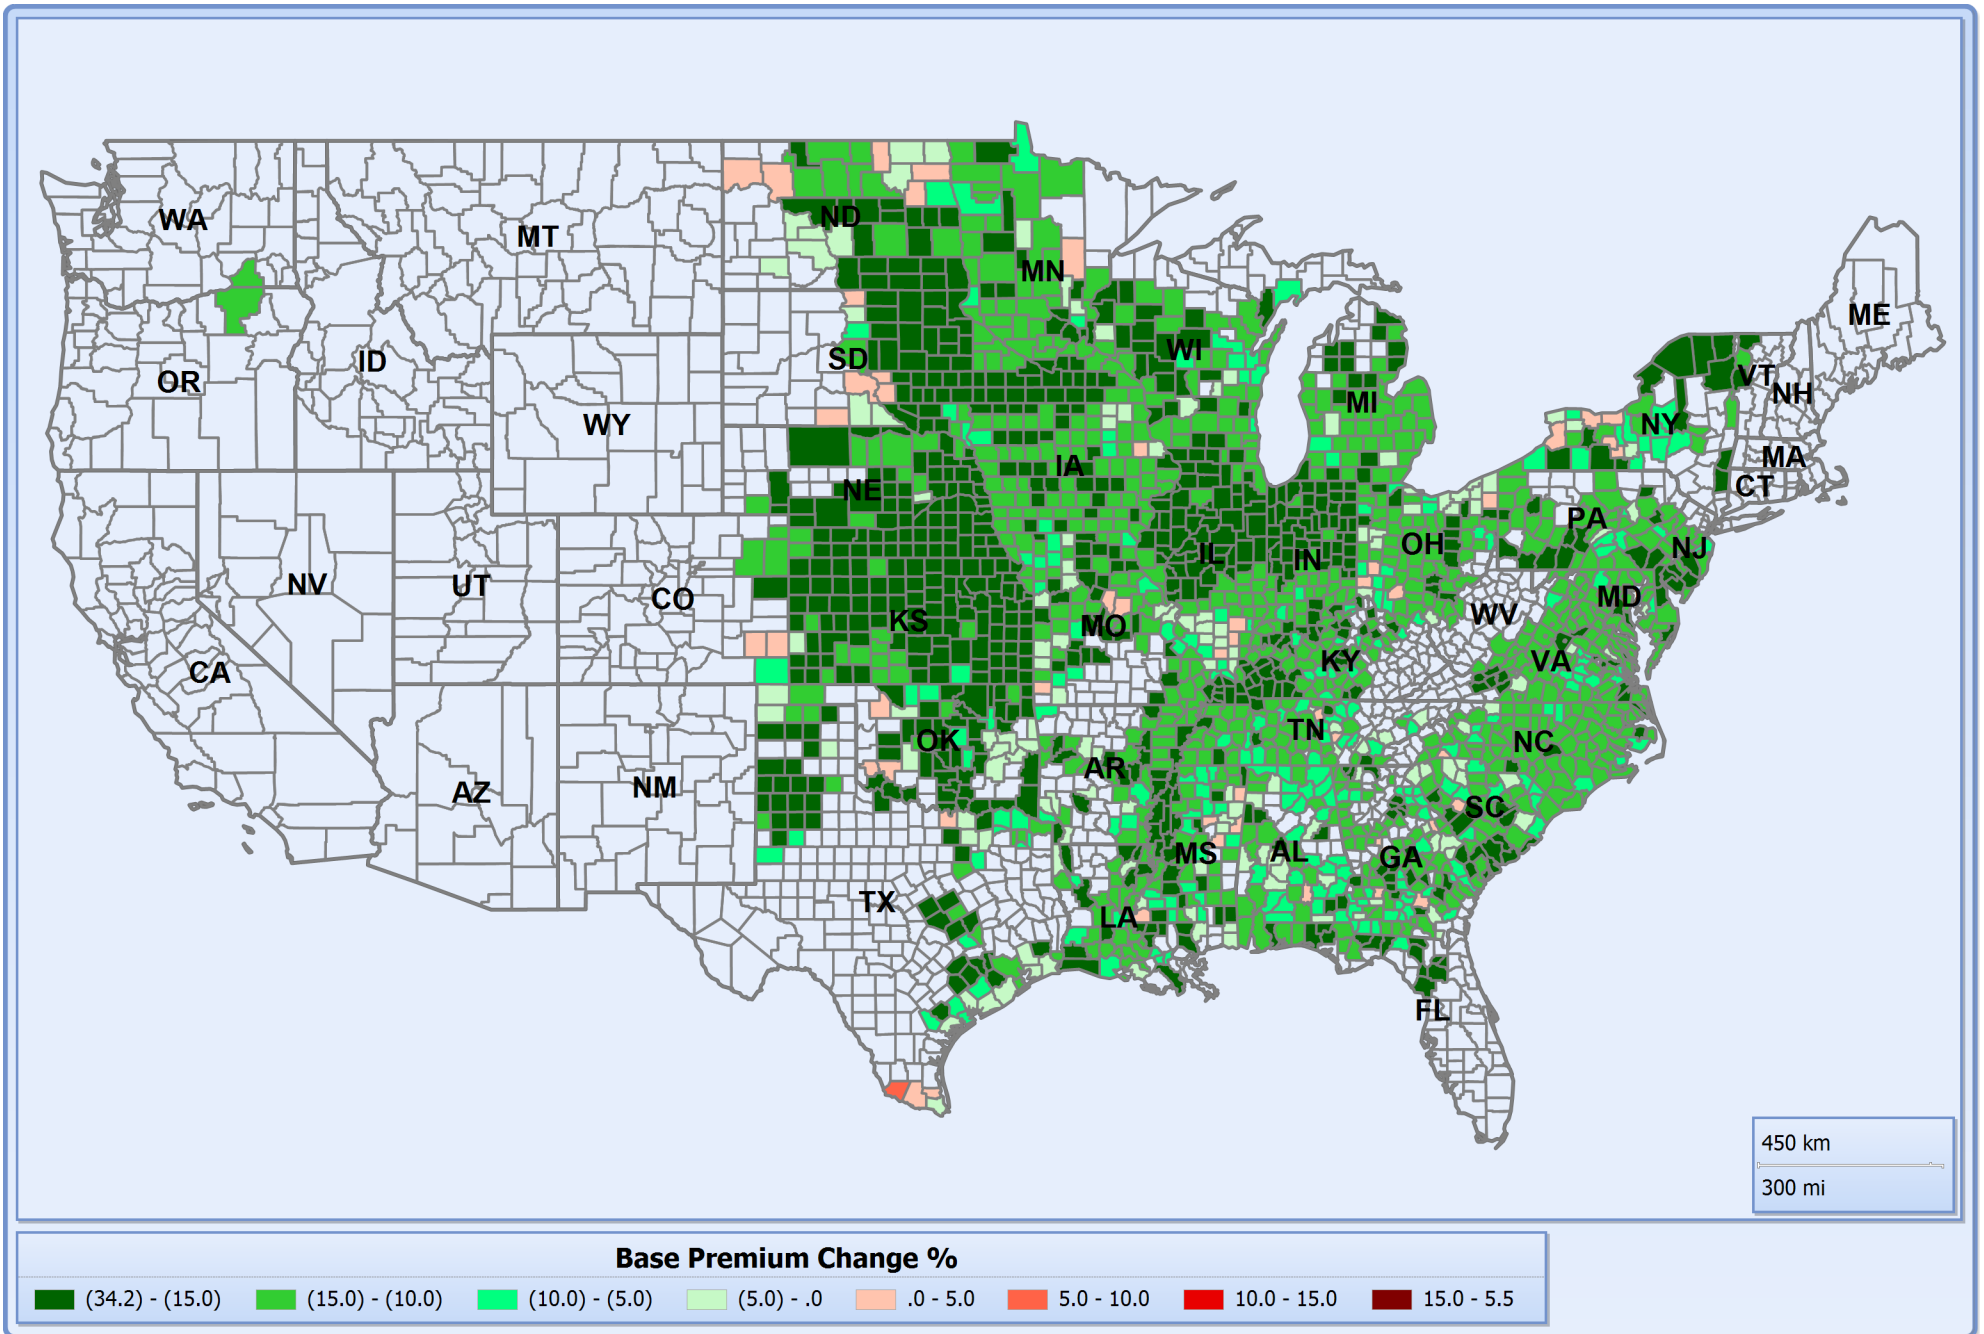 WA
MT
ND
MN
ME
OR
ID
SD
WI
MI
VT
NH
NY
WY
MA
CT
IA
NE
PA
NJ
NV
UT
CO
KS
MO
IL
IN
OH
WV
MD
CA
KY
VA
AZ
NM
OK
AR
TN
NC
SC
TX
LA
MS
AL
GA
FL
450 km
300 mi
Base Premium Change %
(34.2) - (15.0)
(15.0) - (10.0)
(10.0) - (5.0)
(5.0) - .0
.0 - 5.0
5.0 - 10.0
10.0 - 15.0
15.0 - 5.5